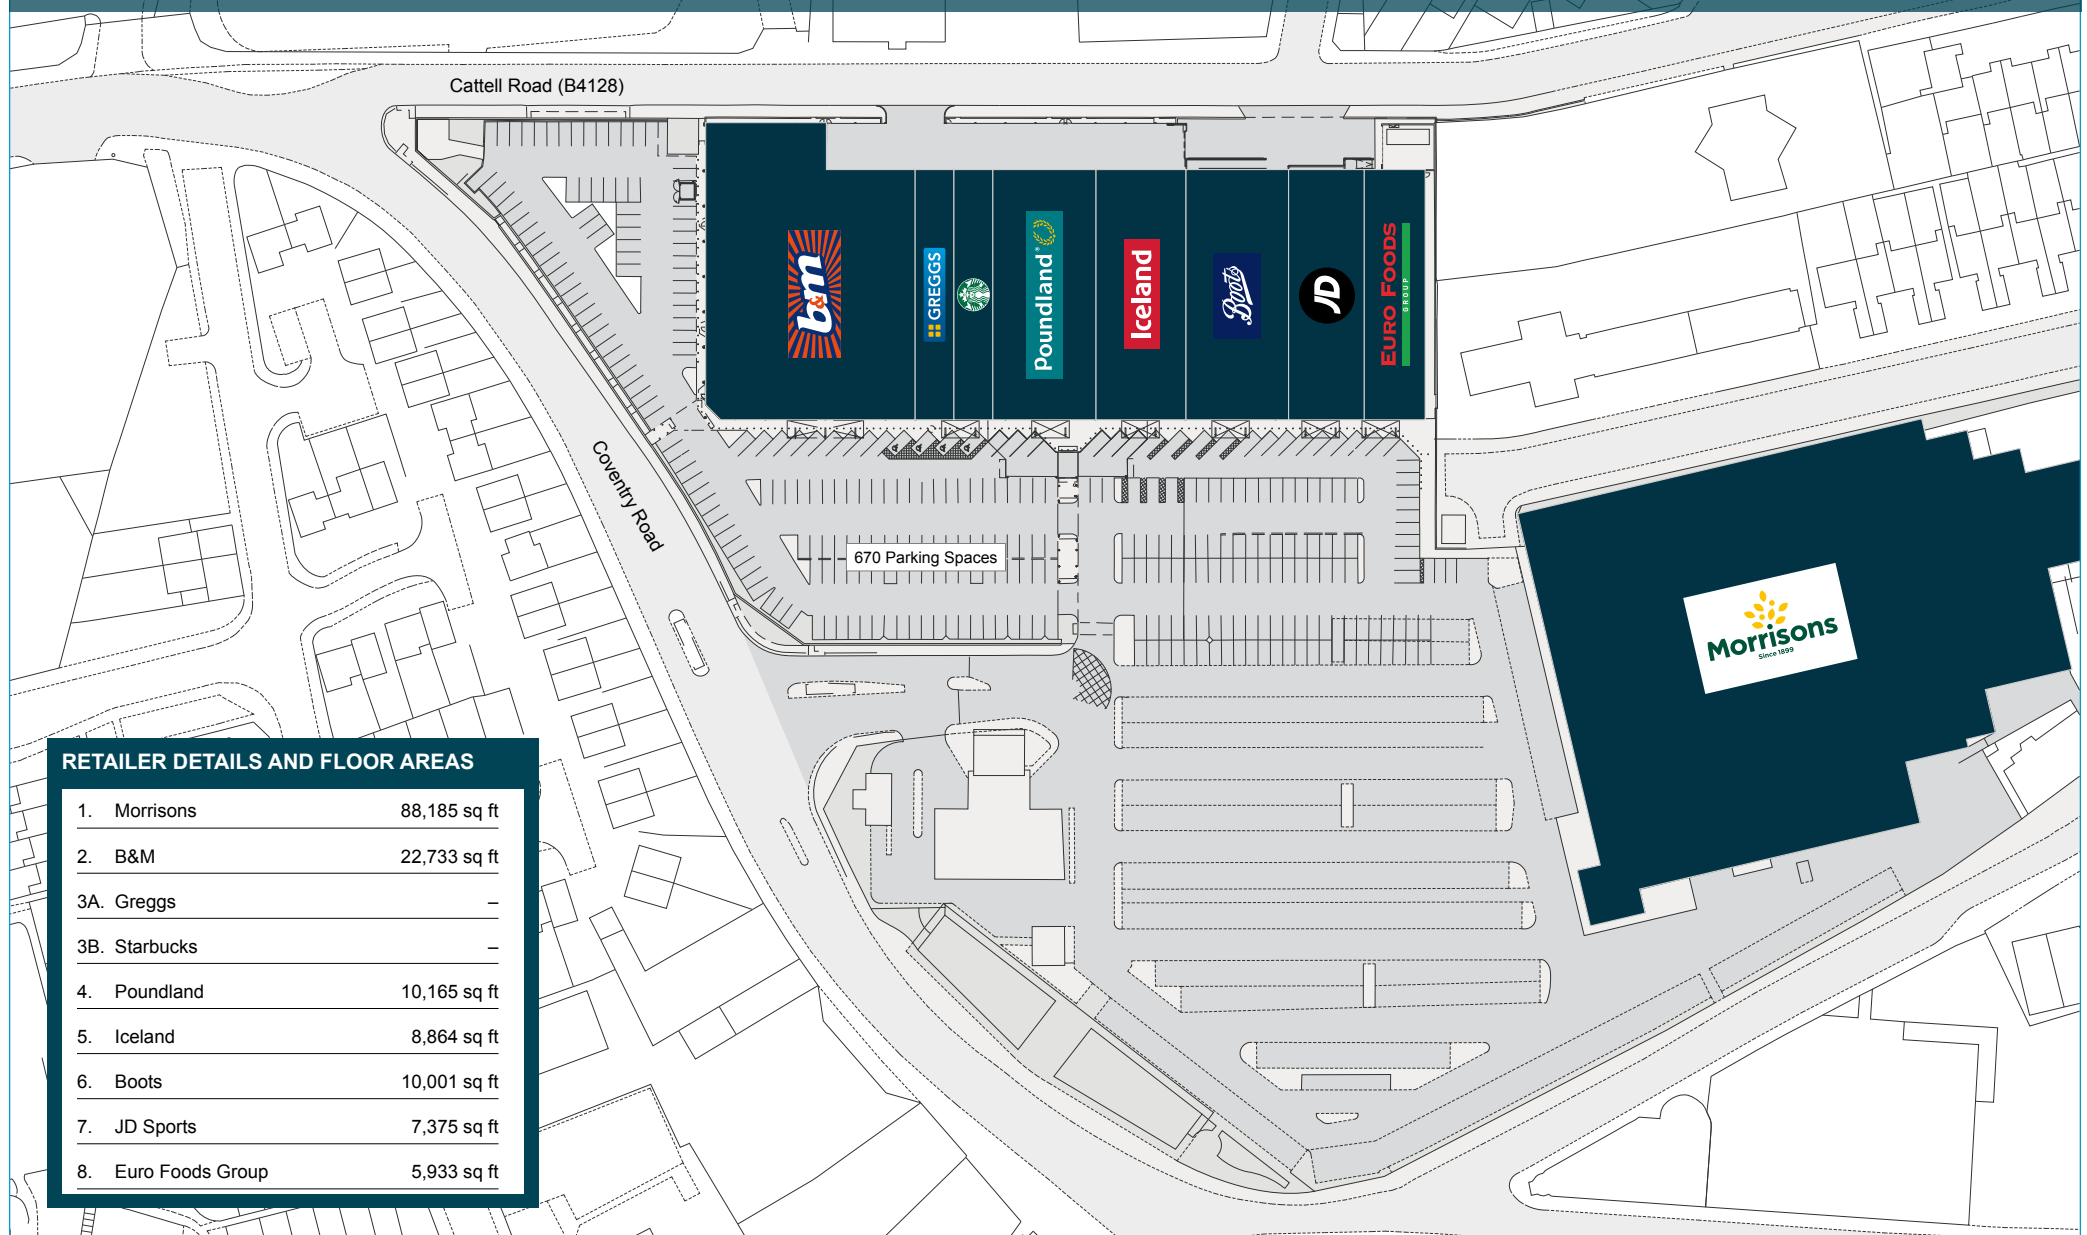 Cattell Road (B4128)
b&m
GREGGS
Poundland
Iceland
Boots
JD
EURO FOODS
GROUP
Coventry Road
670 Parking Spaces
Morrisons
Since 1899
RETAILER DETAILS AND FLOOR AREAS
1. Morrisons 88,185 sq ft
2. B&M 22,733 sq ft
3A. Greggs –
3B. Starbucks –
4. Poundland 10,165 sq ft
5. Iceland 8,864 sq ft
6. Boots 10,001 sq ft
7. JD Sports 7,375 sq ft
8. Euro Foods Group 5,933 sq ft